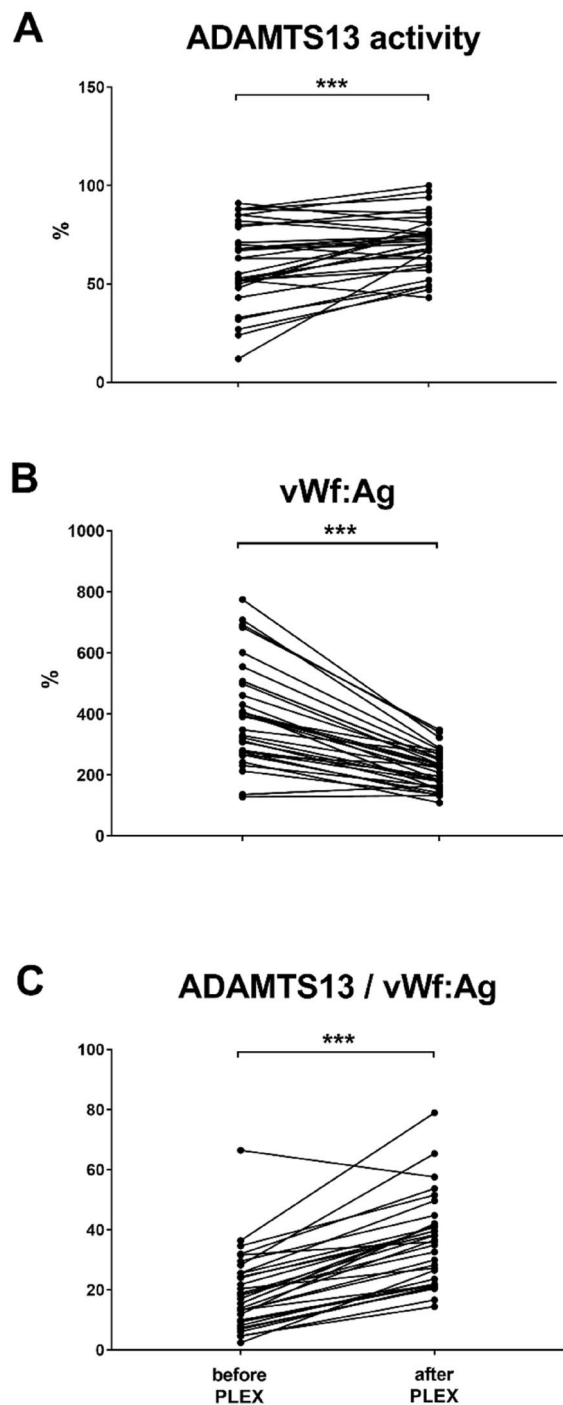 A
ADAMTS13 activity
***
150
100
%
50
0
B
vWf:Ag
***
1000
800
600
%
400
200
0
C
ADAMTS13 / vWf:Ag
***
100
80
60
40
20
0
before
PLEX
after
PLEX